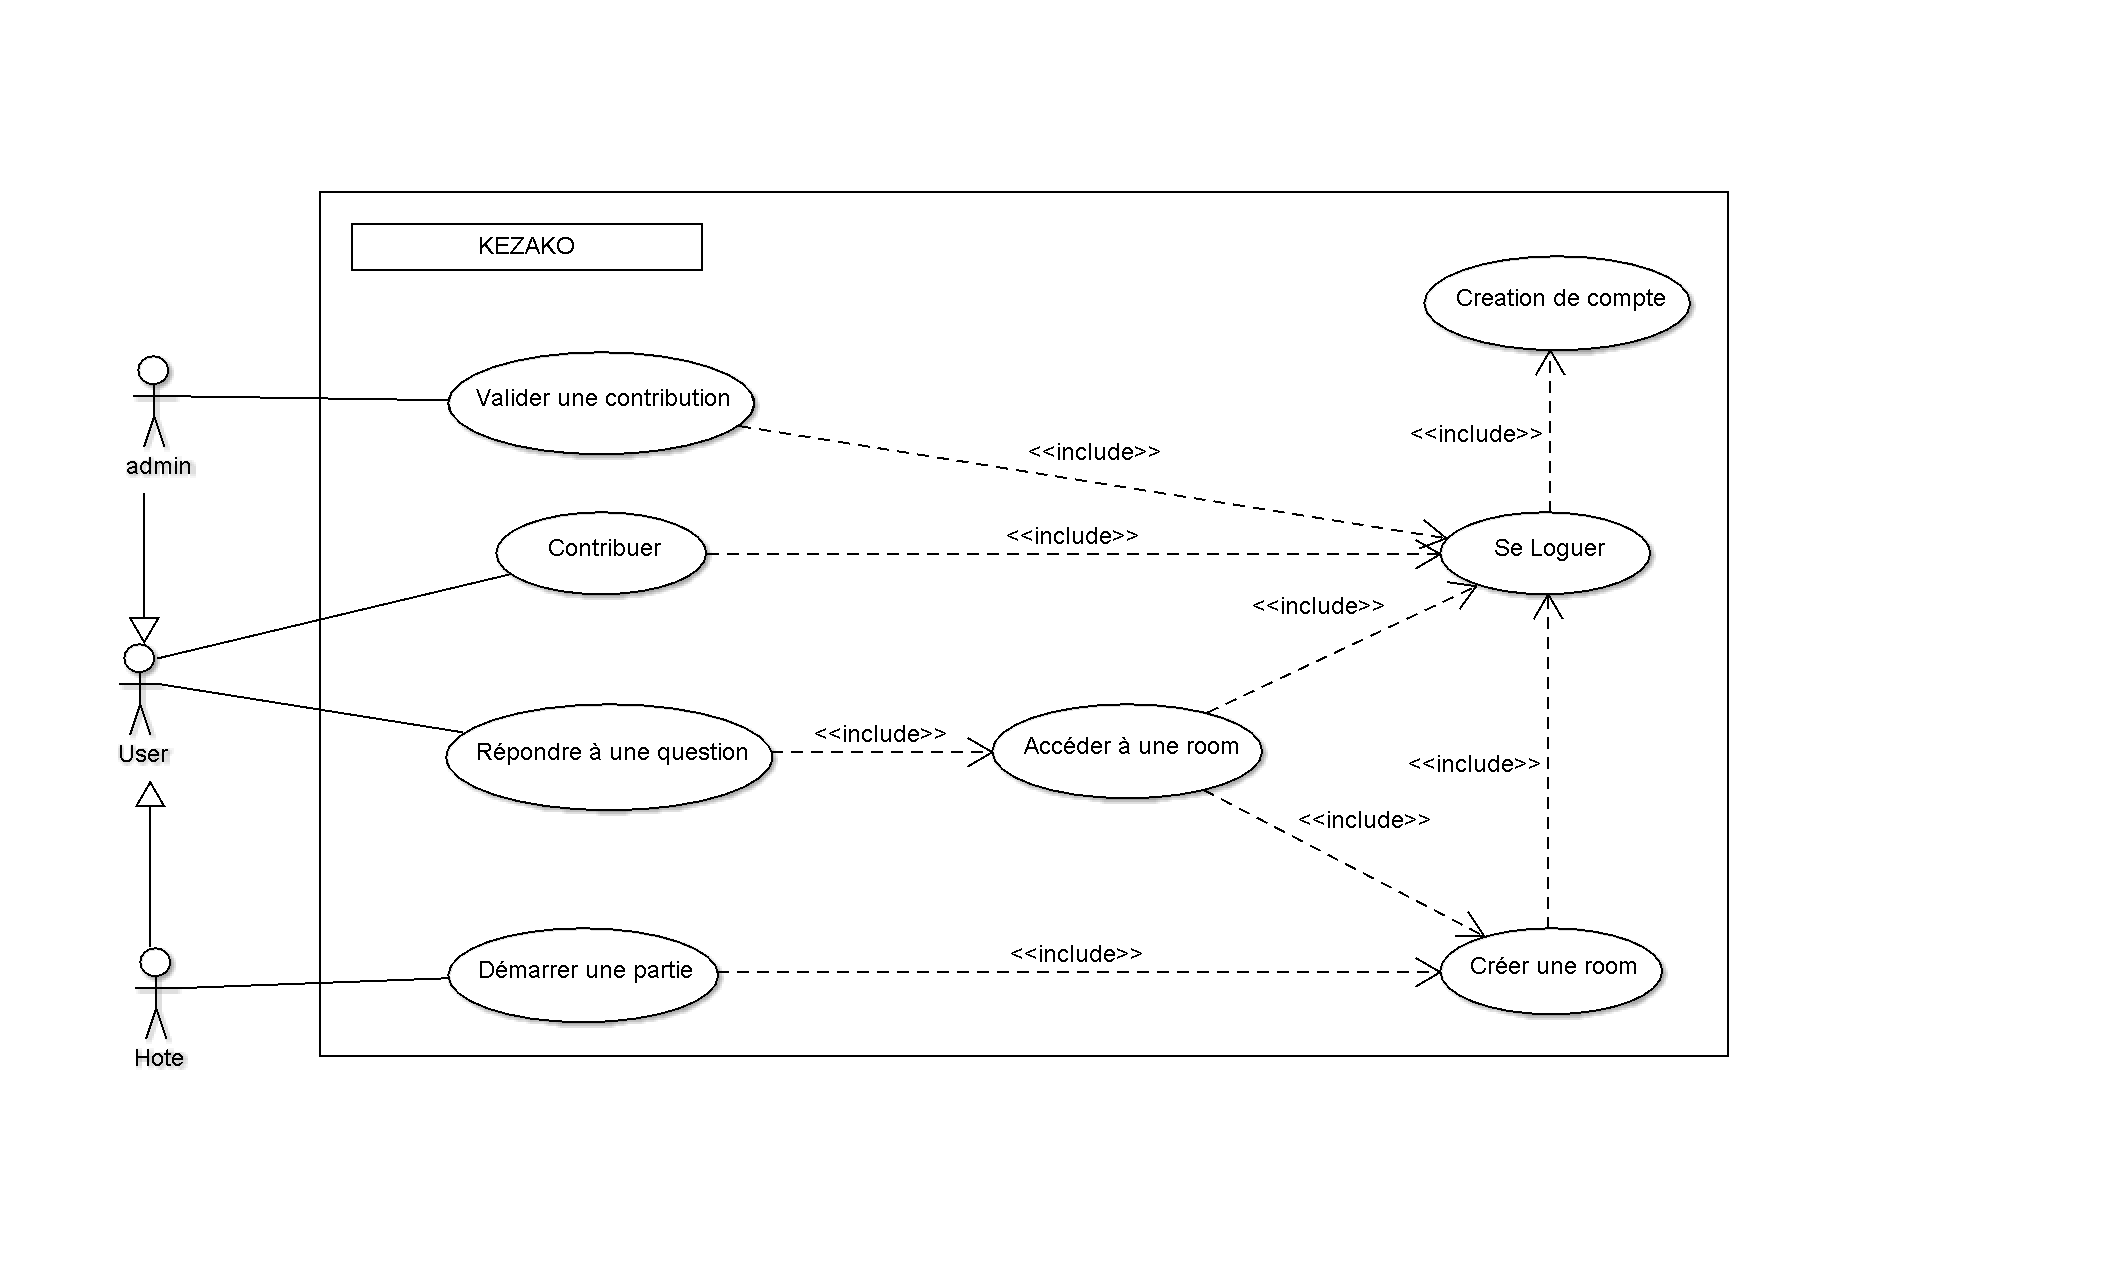 KEZAKO
Creation de compte
Valider une contribution
admin
<<include>>
<<include>>
Contribuer
<<include>>
Se Loguer
<<include>>
User
Répondre à une question
<<include>>
Accéder à une room
<<include>>
<<include>>
Démarrer une partie
<<include>>
Créer une room
Hote